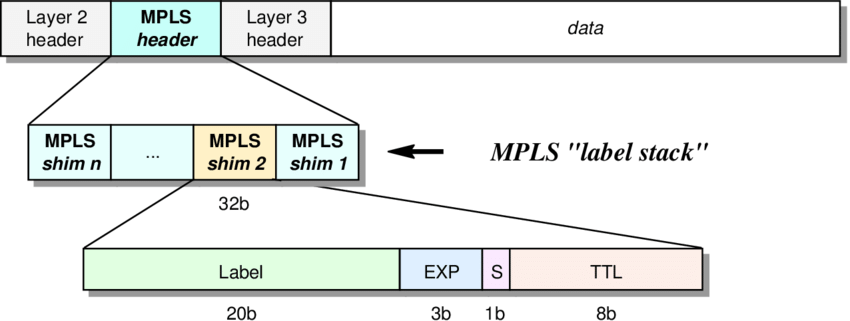 Layer 2 header
MPLS header
Layer 3 header
data
MPLS shim n
...
MPLS shim 2
MPLS shim 1
MPLS "label stack"
32b
Label
EXP
S
TTL
20b
3b
1b
8b